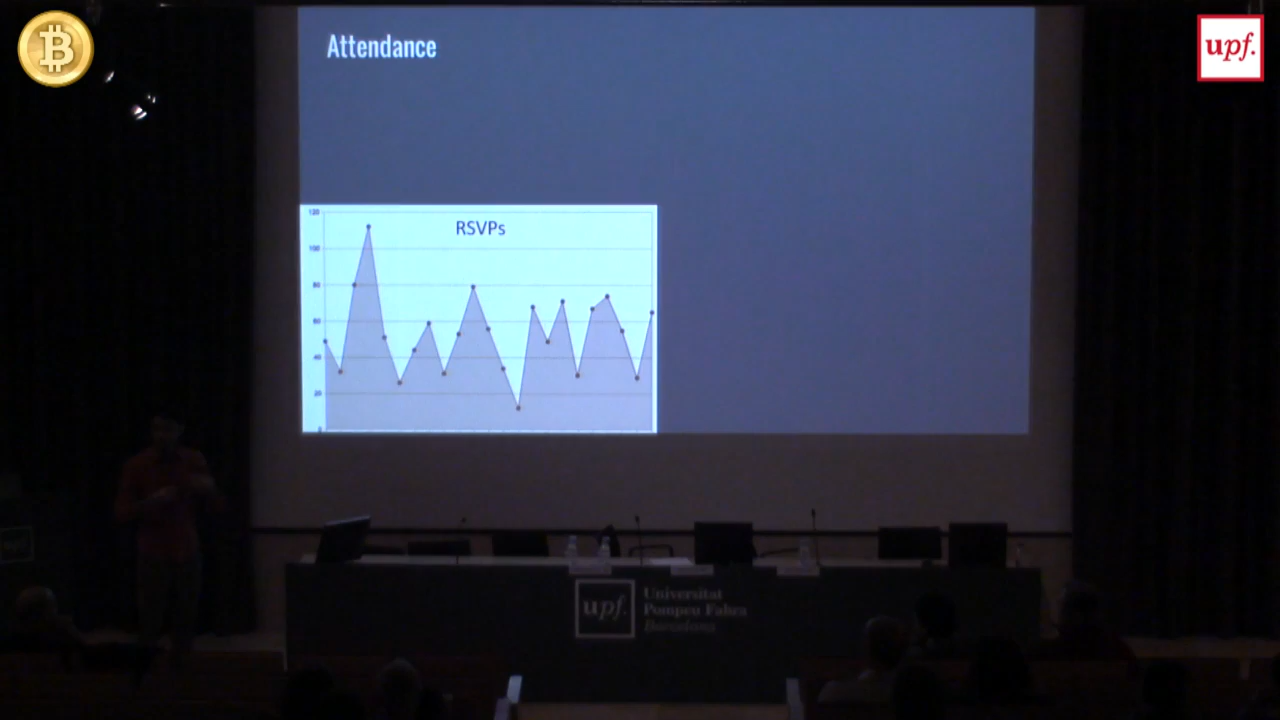 Attendance
upf.
RSVPs
120
100
80
60
40
20
0
upf.
Universitat
Pompeu Fabra
Barcelona